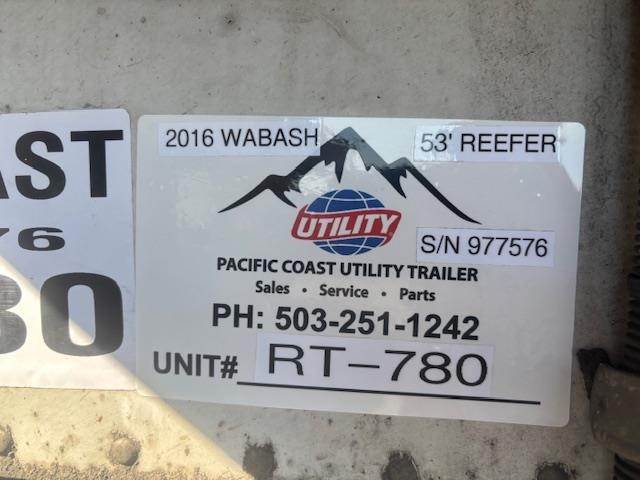 AST
76
80
2016 WABASH
53' REEFER
UTILITY
S/N 977576
PACIFIC COAST UTILITY TRAILER
Sales • Service • Parts
PH: 503-251-1242
UNIT# RT-780